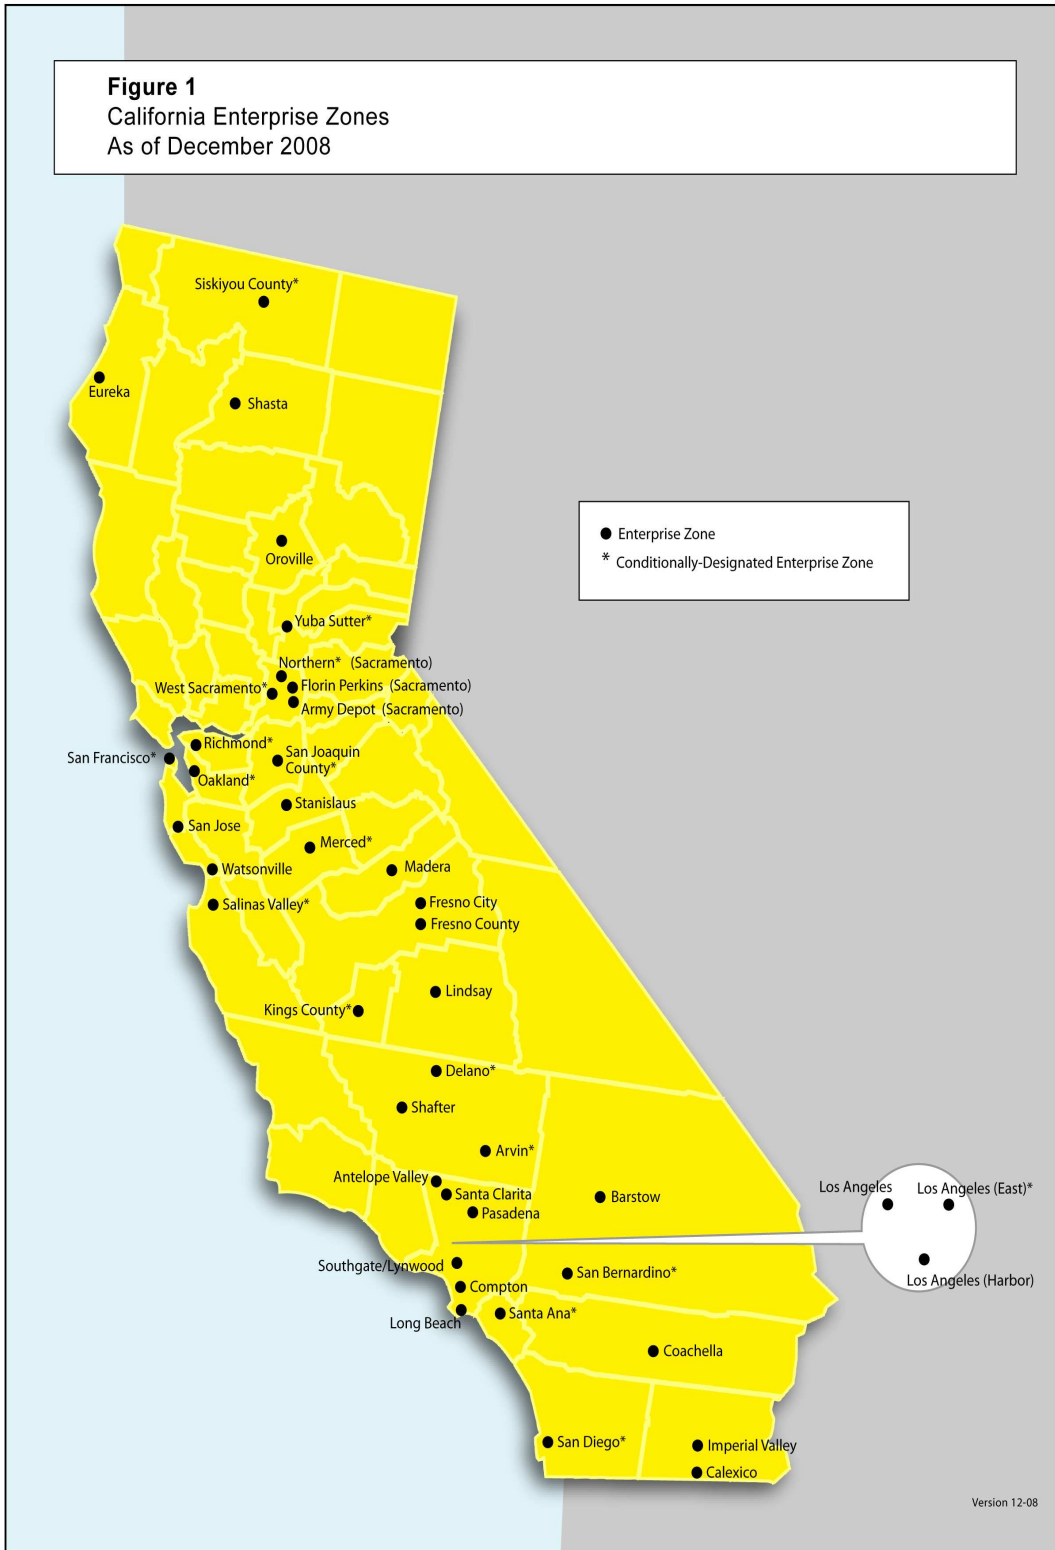 Figure 1
California Enterprise Zones
As of December 2008
Siskiyou County*
Eureka
Shasta
● Enterprise Zone
* Conditionally-Designated Enterprise Zone
Oroville
Yuba Sutter*
Northern* (Sacramento)
West Sacramento*
Florin Perkins (Sacramento)
Army Depot (Sacramento)
Richmond*
San Francisco*
San Joaquin
County*
Oakland*
Stanislaus
San Jose
Merced*
Madera
Watsonville
Salinas Valley*
Fresno City
Fresno County
Lindsay
Kings County*
Delano*
Shafter
Arvin*
Antelope Valley
Santa Clarita
Barstow
Pasadena
Los Angeles
Los Angeles (East)*
Los Angeles (Harbor)
Southgate/Lynwood
San Bernardino*
Compton
Long Beach
Santa Ana*
Coachella
San Diego*
Imperial Valley
Calexico
Version 12-08